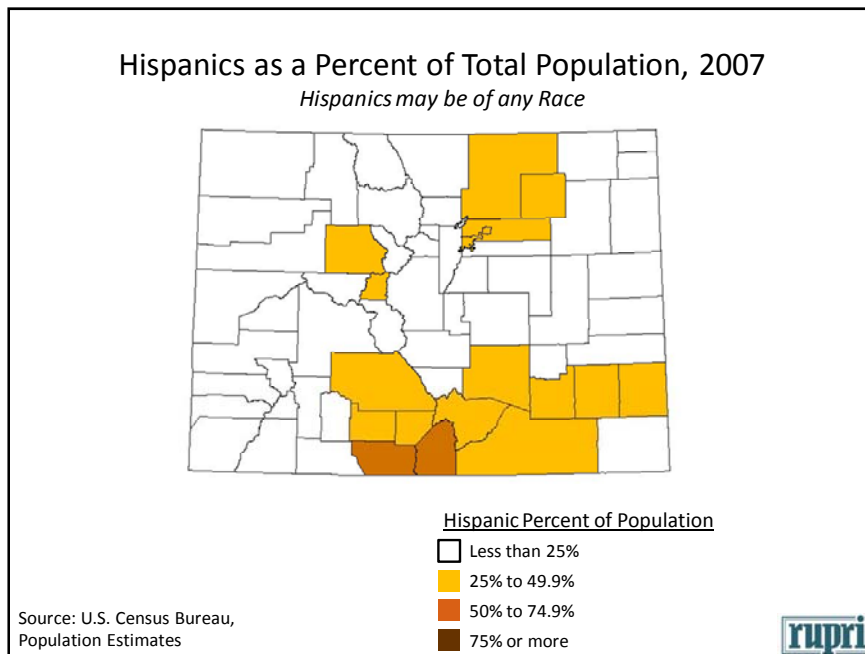 Hispanics as a Percent of Total Population, 2007
Hispanics may be of any Race
Hispanic Percent of Population
Less than 25%
25% to 49.9%
50% to 74.9%
75% or more
Source: U.S. Census Bureau,
Population Estimates
rupri